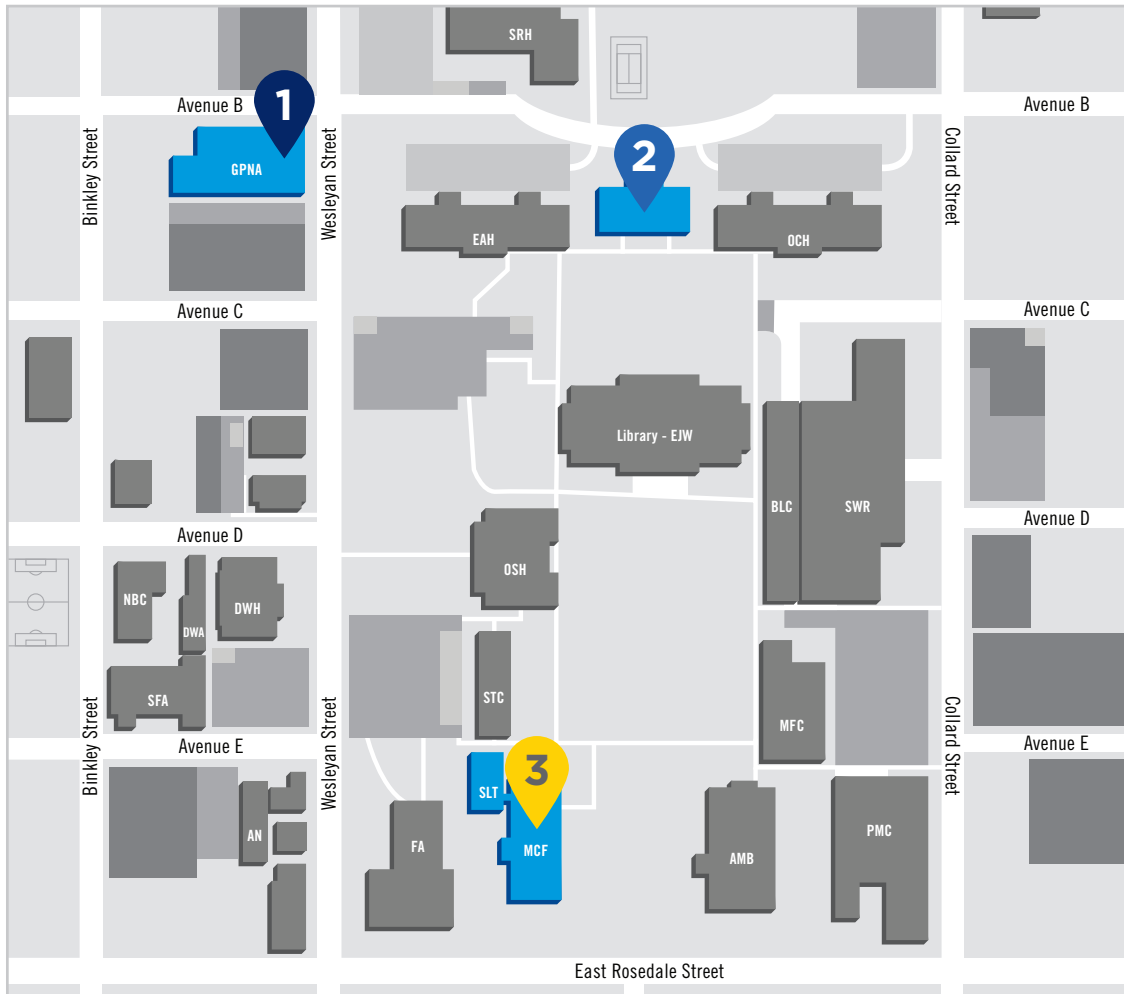 SRH
Avenue B
1
Avenue B
2
GPNA
Binkley Street
Wesleyan Street
Collard Street
EAH
OCH
Avenue C
Avenue C
Library - EJW
BLC
SWR
Avenue D
Avenue D
OSH
NBC
DWA
DWH
SFA
STC
MFC
Binkley Street
Wesleyan Street
Collard Street
Avenue E
Avenue E
3
SLT
AN
FA
MCF
AMB
PMC
East Rosedale Street